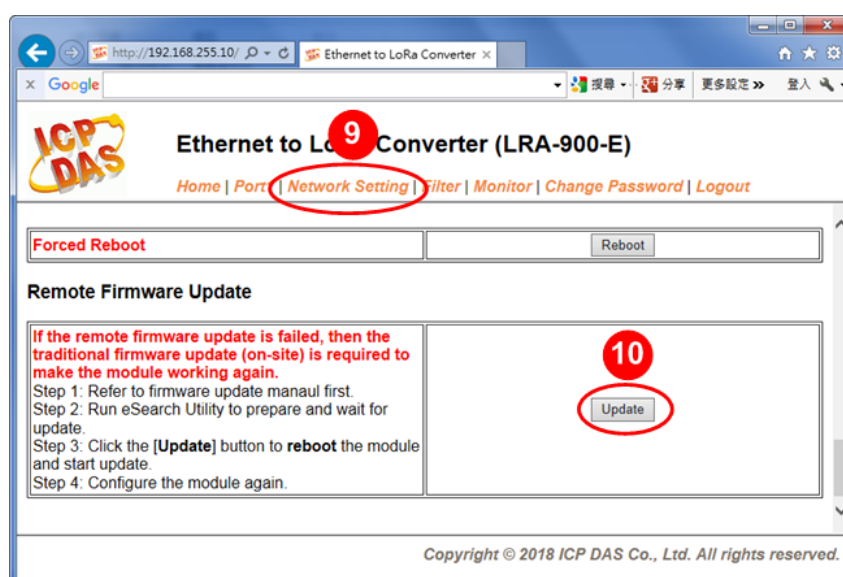 http://192.168.255.10/
Ethernet to LoRa Converter ×
x Google
搜尋
分享
更多設定 »
登入
ICP DAS
9
Ethernet to Lo Converter (LRA-900-E)
Home | Port | Network Setting | Filter | Monitor | Change Password | Logout
Forced Reboot
Reboot
Remote Firmware Update
If the remote firmware update is failed, then the
traditional firmware update (on-site) is required to
make the module working again.
Step 1: Refer to firmware update manaul first.
Step 2: Run eSearch Utility to prepare and wait for
update.
Step 3: Click the [Update] button to reboot the module
and start update.
Step 4: Configure the module again.
10
Update
Copyright © 2018 ICP DAS Co., Ltd. All rights reserved.